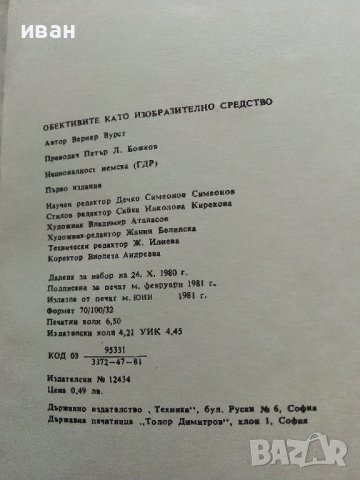 иван
ОБЕКТИВИТЕ КАТО ИЗОБРАЗИТЕЛНО СРЕДСТВО
Автор Вернер Вурст
Преводач Петър Л. Божков
Националност немска (ГДР)
Първо издание
Научен редактор Дечко Симеонов Симеонов
Стилов редактор Сийка Николова Кирекова
Художник Владимир Атанасов
Художник-редактор Жанки Белинска
Технически редактор Ж. Илиева
Коректор Виолета Андреева
Дадена за набор на 24. X. 1980 г.
Подписана за печат м. февруари 1981 г.
Излязла от печат м. ЮНИ 1981 г.
Формат 70/100/32
Печатни коли 6,50
Издателски коли 4,21 УИК 4,45
КОД 03 95331
3372—47—81
Издателски № 12434
Цена 0,49 лв.
Държавно издателство „Техника“, бул. Руски № 6, София
Държавна печатница „Тодор Димитров“, клон 1, София
BAZAR.bg